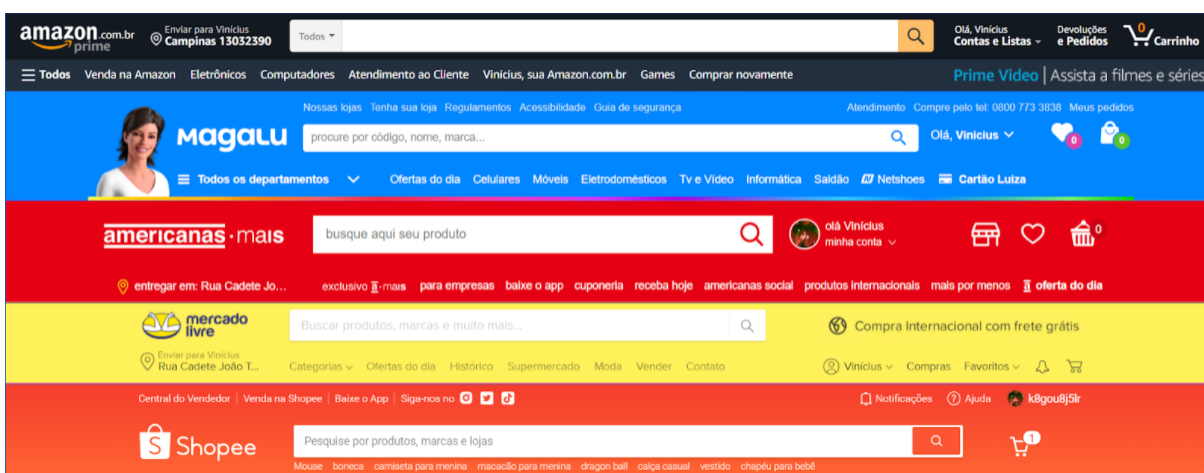 amazon.com.br prime
Enviar para Vinícius
Campinas 13032390
Todos
Olá, Vinícius
Contas e Listas
Devoluções
e Pedidos
0
Carrinho
Todos Venda na Amazon Eletrônicos Computadores Atendimento ao Cliente Vinícius, sua Amazon.com.br Games Comprar novamente Prime Video | Assista a filmes e séries
Nossas lojas Tenha sua loja Regulamentos Acessibilidade Guia de segurança Atendimento Compre pelo tel: 0800 773 3838 Meus pedidos
Magalu procure por código, nome, marca... Olá, Vinicius 0 0
Todos os departamentos Ofertas do dia Celulares Móveis Eletrodomésticos Tv e Vídeo Informática Saldão N Netshoes Cartão Luiza
americanas·mais busque aqui seu produto
olá Vinícius
minha conta
0
entregar em: Rua Cadete Jo... exclusivo a·mais para empresas baixe o app cuponeria receba hoje americanas social produtos internacionais mais por menos a oferta do dia
mercado
livre
Buscar produtos, marcas e muito mais... Compra Internacional com frete grátis
Enviar para Vinicius
Rua Cadete João T... Categorias Ofertas do dia Histórico Supermercado Moda Vender Contato Vinícius Compras Favoritos
Central do Vendedor | Venda na Shopee | Baixe o App | Siga-nos no Notificações ? Ajuda k8gou8j5lr
S Shopee Pesquise por produtos, marcas e lojas 1
Mouse boneca camiseta para menina macacão para menina dragon ball calça casual vestido chapéu para bebê